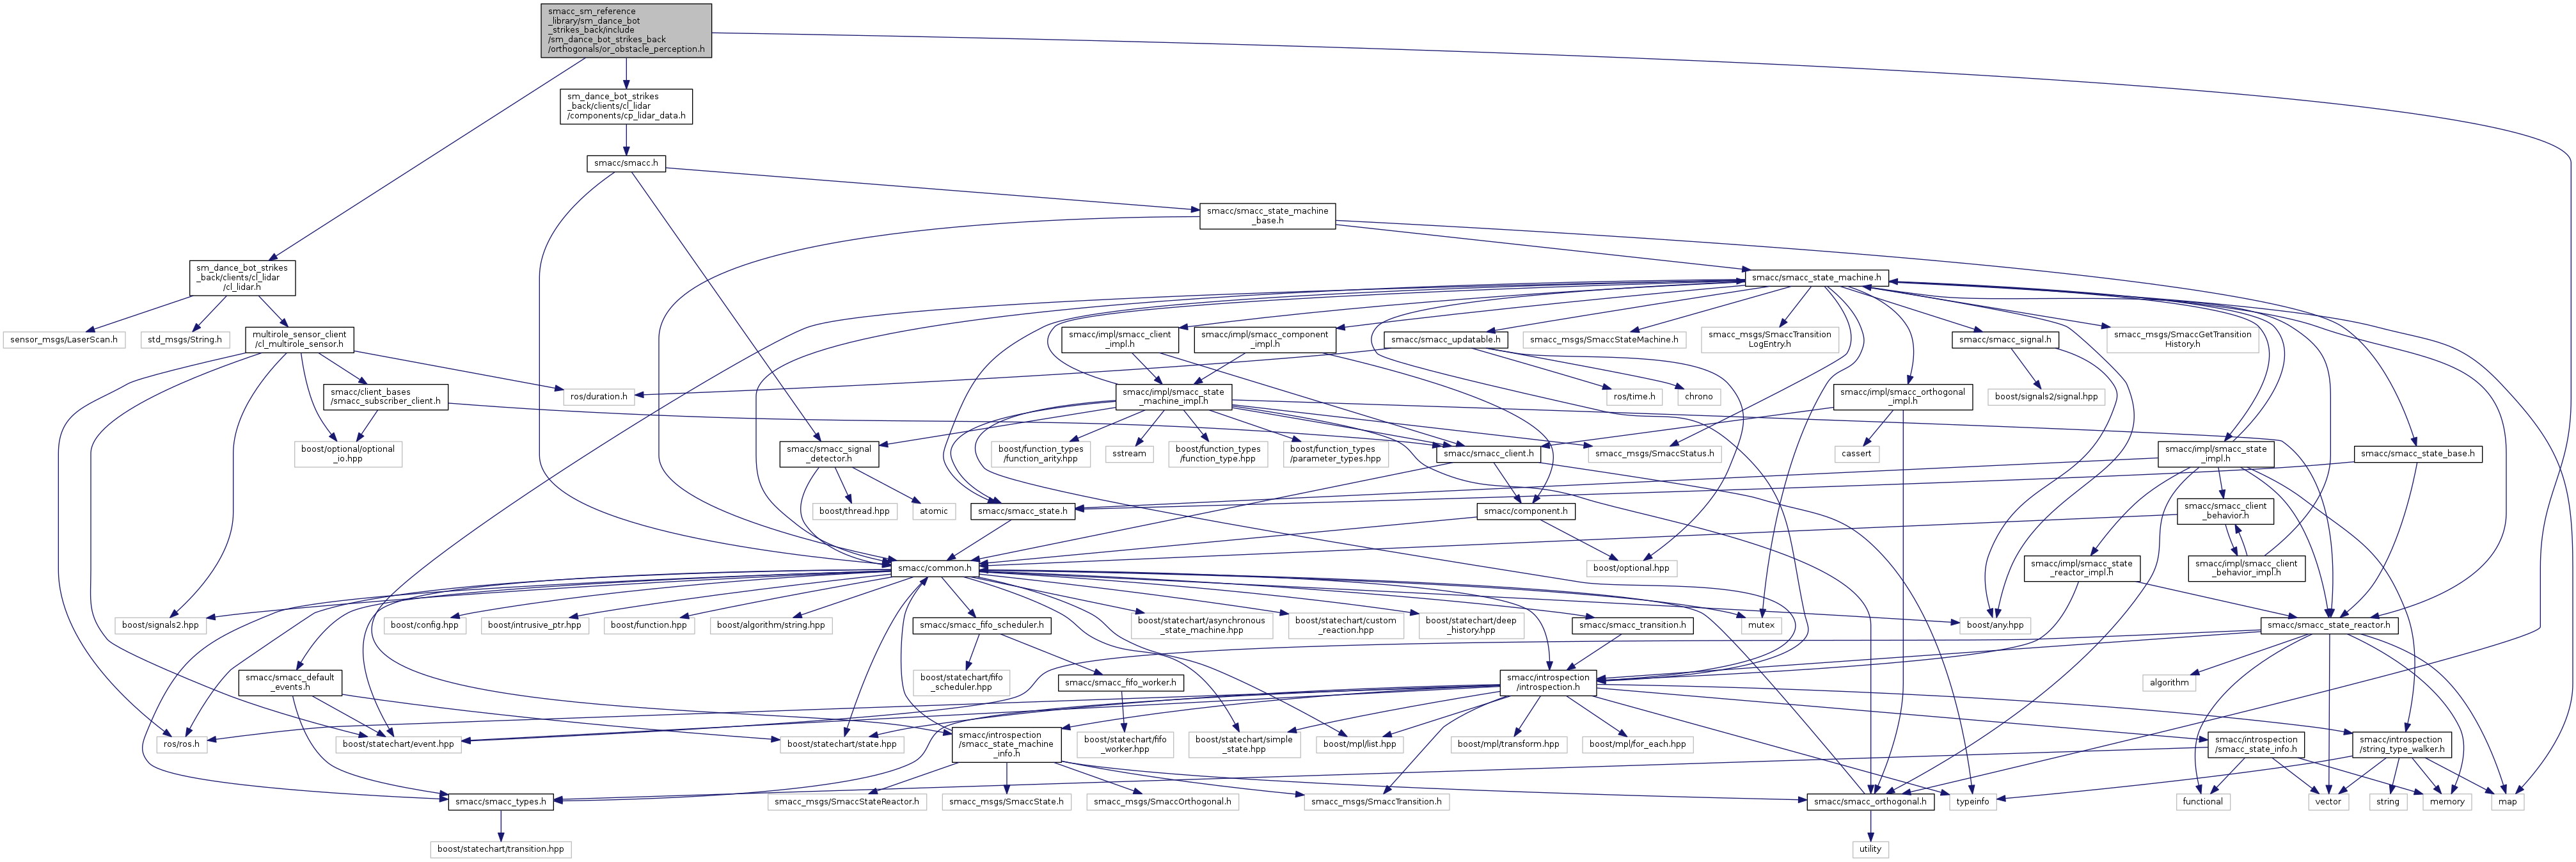 smacc_sm_reference
_library/sm_dance_bot
_strikes_back/include
/sm_dance_bot_strikes_back
/orthogonals/or_obstacle_perception.h
sm_dance_bot_strikes
_back/clients/cl_lidar
/components/cp_lidar_data.h
smacc/smacc.h
smacc/smacc_state_machine
_base.h
sm_dance_bot_strikes
_back/clients/cl_lidar
/cl_lidar.h
smacc/smacc_state_machine.h
sensor_msgs/LaserScan.h
std_msgs/String.h
multirole_sensor_client
/cl_multirole_sensor.h
smacc/impl/smacc_client
_impl.h
smacc/impl/smacc_component
_impl.h
smacc/smacc_updatable.h
smacc_msgs/SmaccStateMachine.h
smacc_msgs/SmaccTransition
LogEntry.h
smacc/smacc_signal.h
smacc_msgs/SmaccGetTransition
History.h
smacc/client_bases
/smacc_subscriber_client.h
ros/duration.h
smacc/impl/smacc_state
_machine_impl.h
ros/time.h
chrono
smacc/impl/smacc_orthogonal
_impl.h
boost/signals2/signal.hpp
boost/optional/optional
_io.hpp
smacc/smacc_signal
_detector.h
boost/function_types
/function_arity.hpp
sstream
boost/function_types
/function_type.hpp
boost/function_types
/parameter_types.hpp
smacc/smacc_client.h
smacc_msgs/SmaccStatus.h
cassert
smacc/impl/smacc_state
_impl.h
smacc/smacc_state_base.h
boost/thread.hpp
atomic
smacc/smacc_state.h
smacc/component.h
smacc/smacc_client
_behavior.h
smacc/common.h
boost/optional.hpp
smacc/impl/smacc_state
_reactor_impl.h
smacc/impl/smacc_client
_behavior_impl.h
boost/signals2.hpp
boost/config.hpp
boost/intrusive_ptr.hpp
boost/function.hpp
boost/algorithm/string.hpp
smacc/smacc_fifo_scheduler.h
boost/statechart/asynchronous
_state_machine.hpp
boost/statechart/custom
_reaction.hpp
boost/statechart/deep
_history.hpp
smacc/smacc_transition.h
mutex
boost/any.hpp
smacc/smacc_state_reactor.h
smacc/smacc_default
_events.h
boost/statechart/fifo
_scheduler.hpp
smacc/smacc_fifo_worker.h
smacc/introspection
/introspection.h
algorithm
ros/ros.h
boost/statechart/event.hpp
boost/statechart/state.hpp
smacc/introspection
/smacc_state_machine
_info.h
boost/statechart/fifo
_worker.hpp
boost/statechart/simple
_state.hpp
boost/mpl/list.hpp
boost/mpl/transform.hpp
boost/mpl/for_each.hpp
smacc/introspection
/smacc_state_info.h
smacc/introspection
/string_type_walker.h
smacc/smacc_types.h
smacc_msgs/SmaccStateReactor.h
smacc_msgs/SmaccState.h
smacc_msgs/SmaccOrthogonal.h
smacc_msgs/SmaccTransition.h
smacc/smacc_orthogonal.h
typeinfo
functional
vector
string
memory
map
boost/statechart/transition.hpp
utility